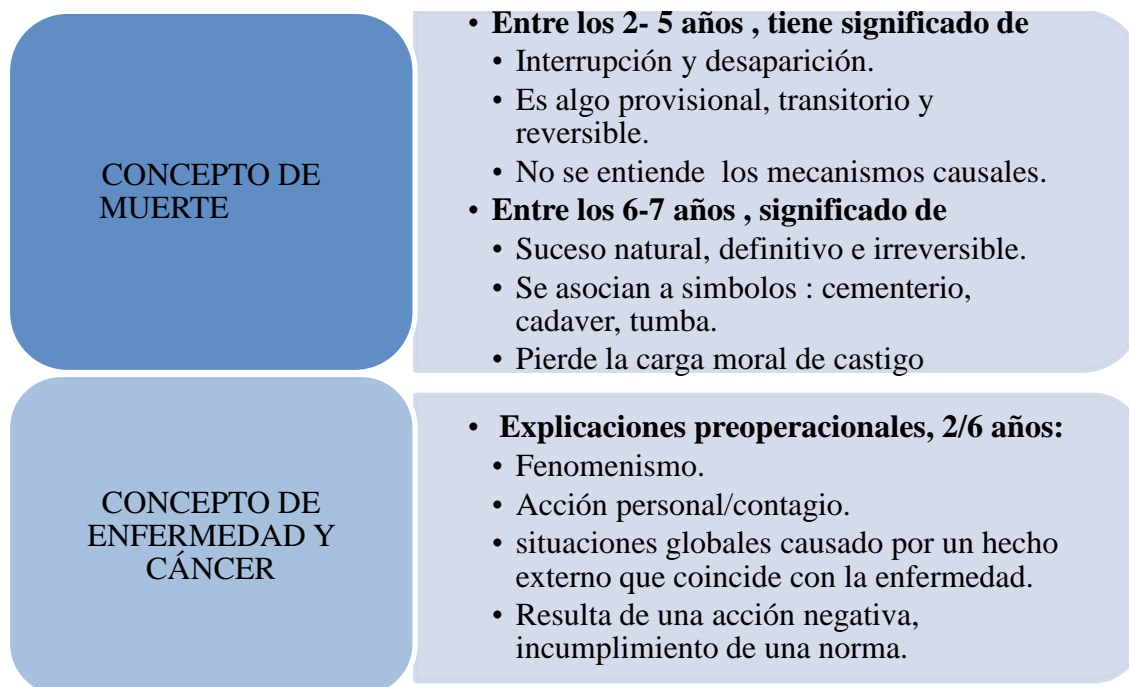 CONCEPTO DE
MUERTE
• Entre los 2- 5 años , tiene significado de
• Interrupción y desaparición.
• Es algo provisional, transitorio y
reversible.
• No se entiende los mecanismos causales.
• Entre los 6-7 años , significado de
• Suceso natural, definitivo e irreversible.
• Se asocian a simbolos : cementerio,
cadaver, tumba.
• Pierde la carga moral de castigo
CONCEPTO DE
ENFERMEDAD Y
CÁNCER
• Explicaciones preoperacionales, 2/6 años:
• Fenomenismo.
• Acción personal/contagio.
• situaciones globales causado por un hecho
externo que coincide con la enfermedad.
• Resulta de una acción negativa,
incumplimiento de una norma.